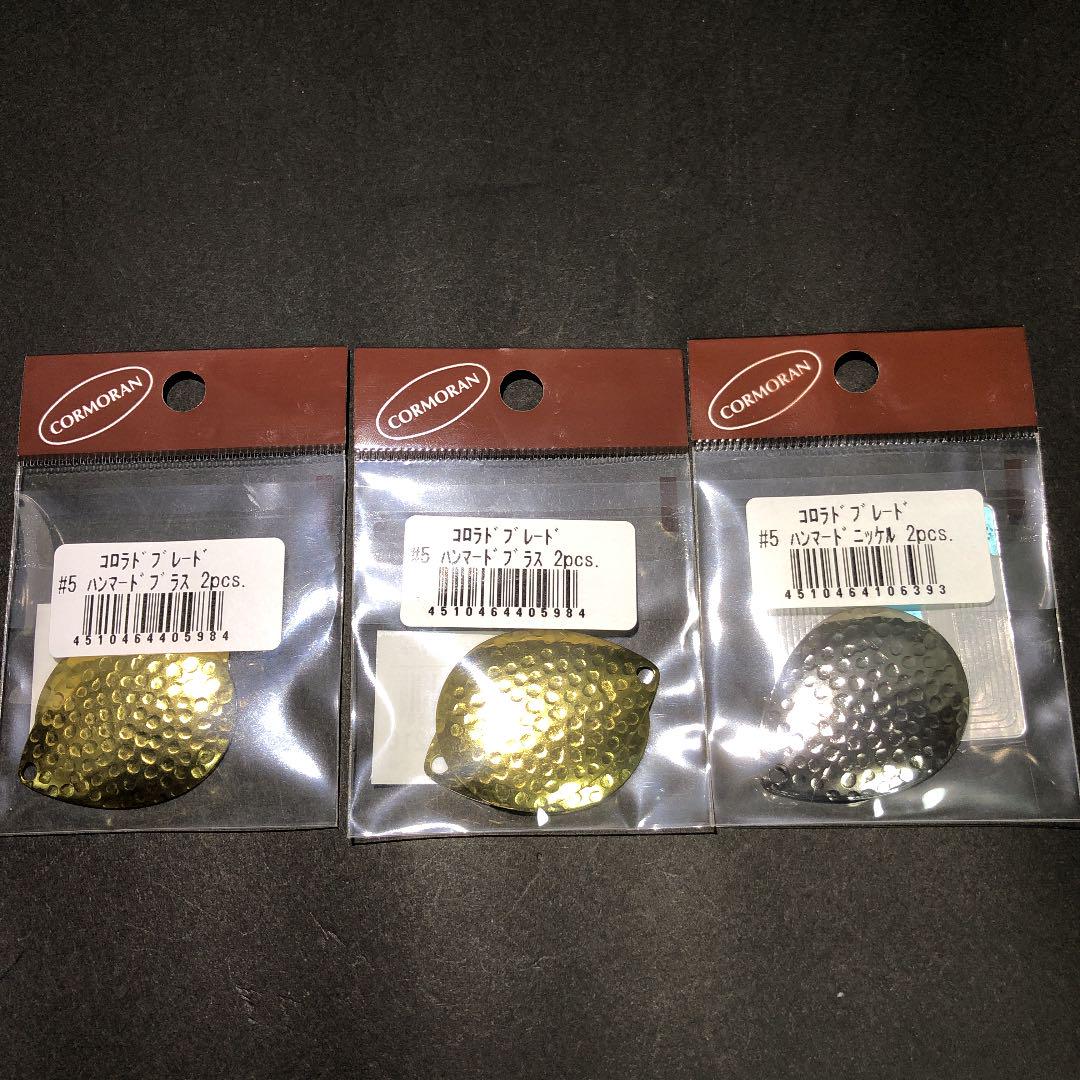 CORMORAN
ｺﾛﾗﾄﾞﾌﾞﾚｰﾄﾞ
#5 ﾊﾝﾏｰﾄﾞﾌﾞﾗｽ 2pcs.
4510464405984
CORMORAN
ｺﾛﾗﾄﾞﾌﾞﾚｰﾄﾞ
#5 ﾊﾝﾏｰﾄﾞﾌﾞﾗｽ 2pcs.
4510464405984
CORMORAN
ｺﾛﾗﾄﾞﾌﾞﾚｰﾄﾞ
#5 ﾊﾝﾏｰﾄﾞﾆｯｹﾙ 2pcs.
4510464106393